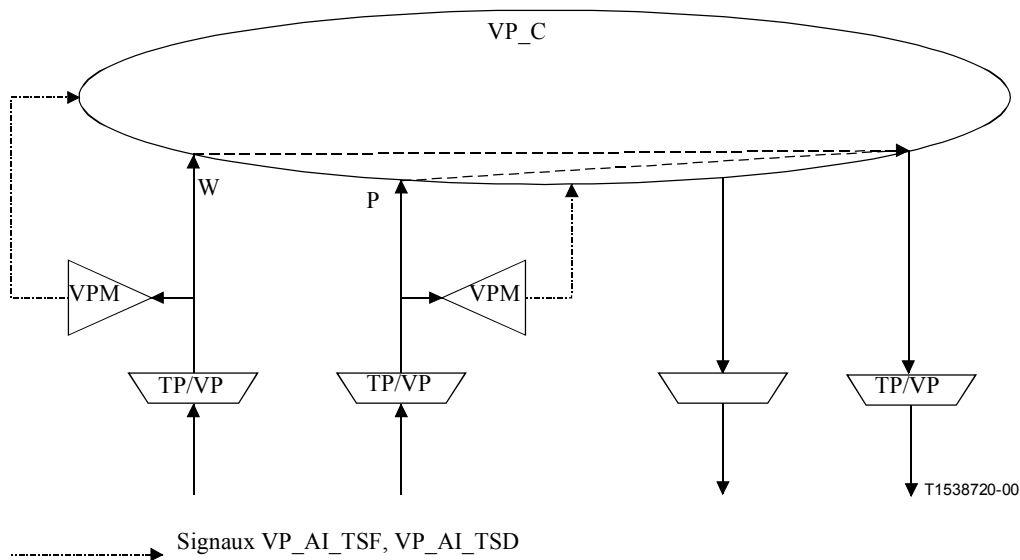 VP_C
W
P
VPM
VPM
TP/VP
TP/VP
TP/VP
T1538720-00
Signaux VP_AI_TSF, VP_AI_TSD